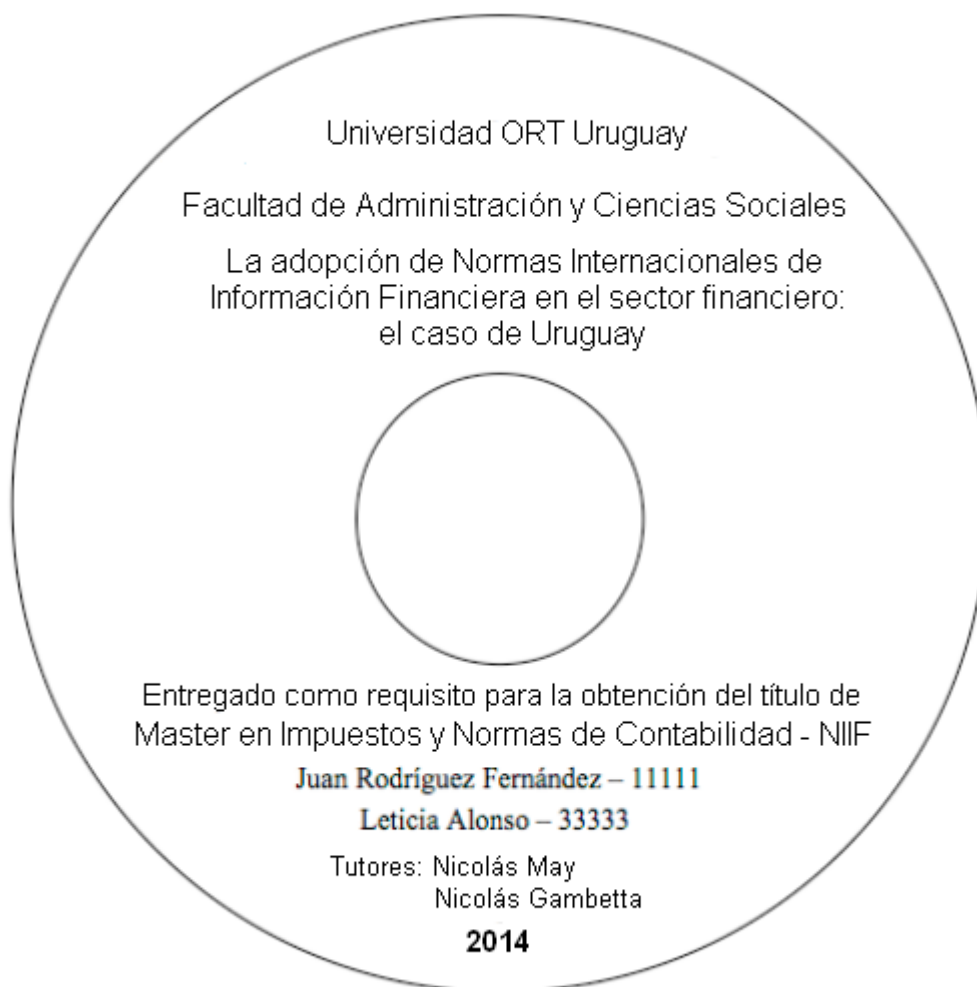 Universidad ORT Uruguay
Facultad de Administración y Ciencias Sociales
La adopción de Normas Internacionales de
Información Financiera en el sector financiero:
el caso de Uruguay
Entregado como requisito para la obtención del título de
Master en Impuestos y Normas de Contabilidad - NIIF
Juan Rodríguez Fernández – 11111
Leticia Alonso – 33333
Tutores: Nicolás May
Nicolás Gambetta
2014